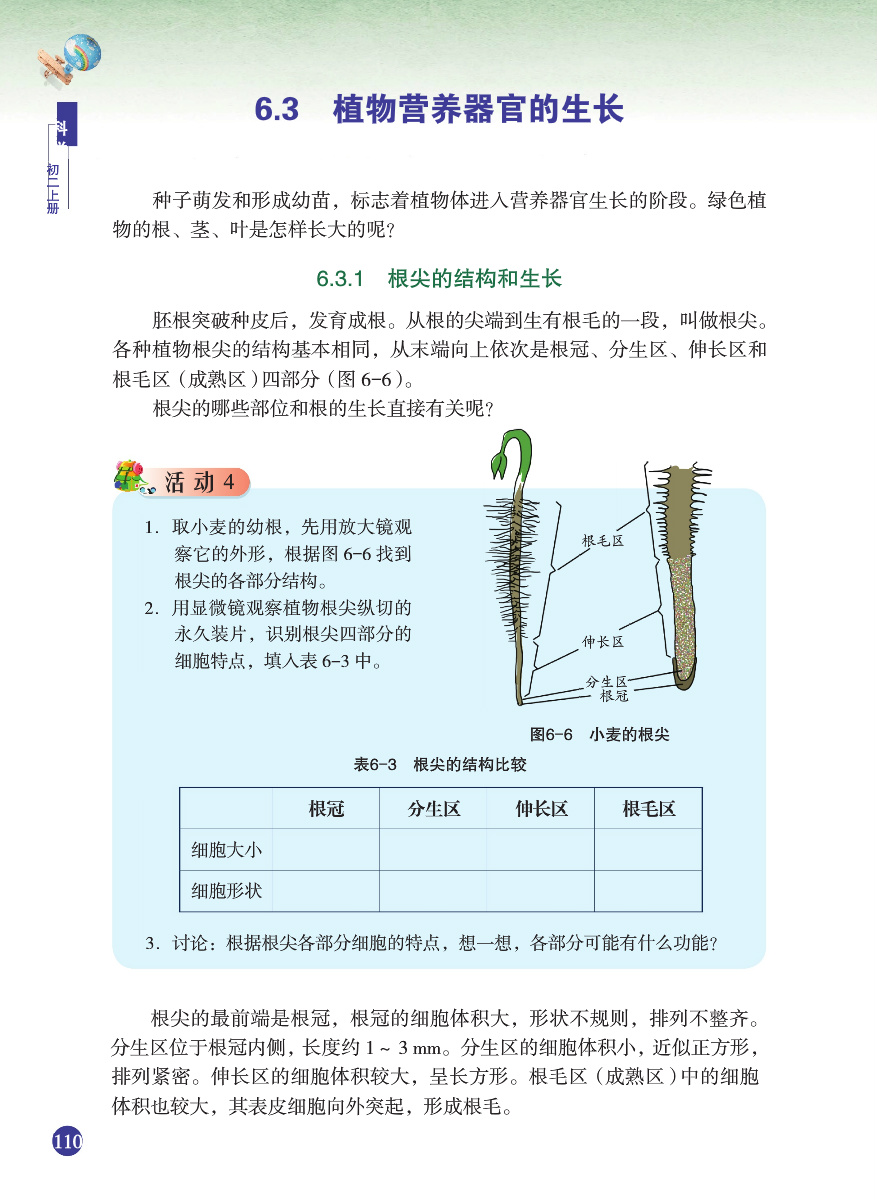 科
初二上册
6.3 植物营养器官的生长
种子萌发和形成幼苗，标志着植物体进入营养器官生长的阶段。绿色植
物的根、茎、叶是怎样长大的呢？
6.3.1 根尖的结构和生长
胚根突破种皮后，发育成根。从根的尖端到生有根毛的一段，叫做根尖。
各种植物根尖的结构基本相同，从末端向上依次是根冠、分生区、伸长区和
根毛区（成熟区）四部分（图 6-6）。
根尖的哪些部位和根的生长直接有关呢？
活动 4
1. 取小麦的幼根，先用放大镜观
察它的外形，根据图 6-6 找到
根尖的各部分结构。
2. 用显微镜观察植物根尖纵切的
永久装片，识别根尖四部分的
细胞特点，填入表 6-3 中。
根毛区
伸长区
分生区
根冠
图6-6 小麦的根尖
表6-3 根尖的结构比较
根冠 分生区 伸长区 根毛区
细胞大小
细胞形状
3. 讨论：根据根尖各部分细胞的特点，想一想，各部分可能有什么功能？
根尖的最前端是根冠，根冠的细胞体积大，形状不规则，排列不整齐。
分生区位于根冠内侧，长度约 1 ~ 3 mm。分生区的细胞体积小，近似正方形，
排列紧密。伸长区的细胞体积较大，呈长方形。根毛区（成熟区）中的细胞
体积也较大，其表皮细胞向外突起，形成根毛。
110